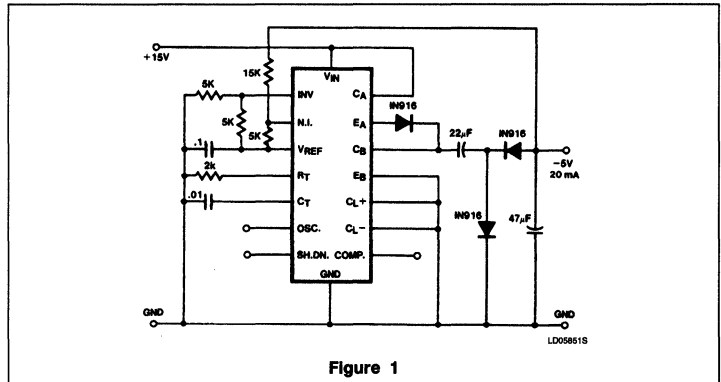 +15V
15K
VIN
5K
INV
CA
IN916
5K
N.I.
EA
22μF
IN916
5K
.1
VREF
CB
−5V
20 mA
2k
RT
EB
.01
CT
CL+
IN916
47μF
OSC.
CL−
SH.DN.
COMP.
GND
GND
GND
LD05851S
Figure 1